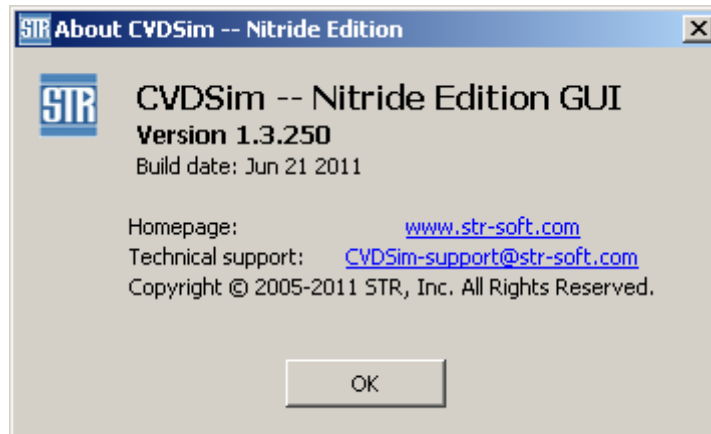 STR About CVDSim -- Nitride Edition
STR CVDSim -- Nitride Edition GUI
Version 1.3.250
Build date: Jun 21 2011
Homepage: www.str-soft.com
Technical support: CVDSim-support@str-soft.com
Copyright © 2005-2011 STR, Inc. All Rights Reserved.
OK